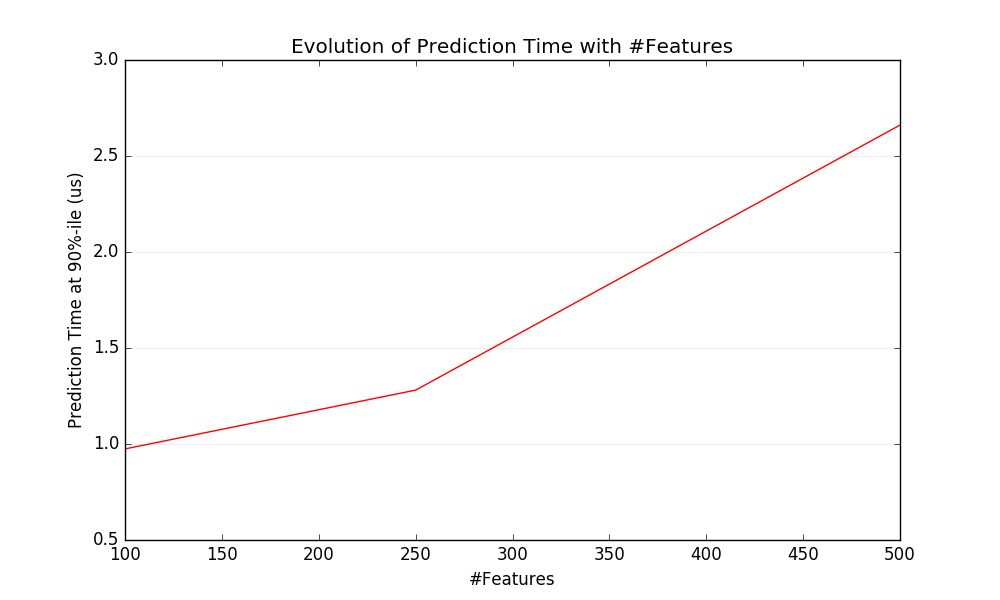 Evolution of Prediction Time with #Features
3.0
2.5
2.0
1.5
1.0
0.5
Prediction Time at 90%-ile (us)
100 150 200 250 300 350 400 450 500
#Features